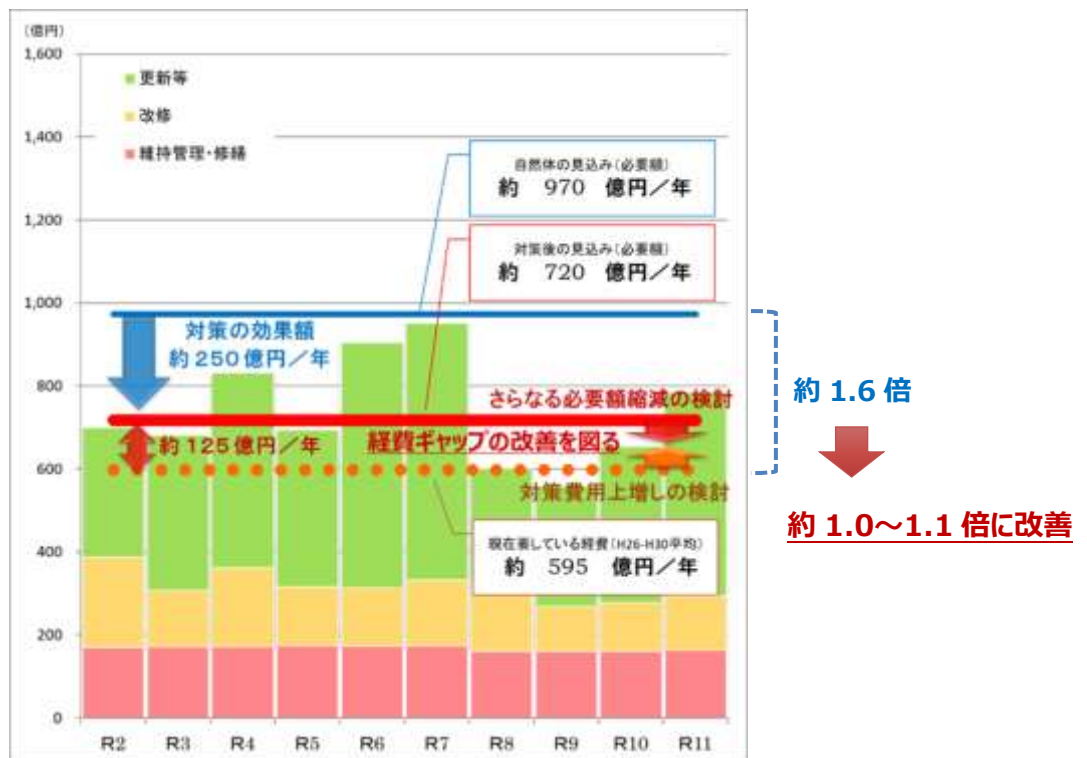 (億円)
1,600
1,400
1,200
1,000
800
600
400
200
0
更新等
改修
維持管理・修繕
自然体の見込み(必要額)
約 970 億円／年
対策後の見込み(必要額)
約 720 億円／年
対策の効果額
約250億円／年
さらなる必要額縮減の検討
約125億円／年
経費ギャップの改善を図る
対策費用上増しの検討
現在要している経費(H26-H30平均)
約 595 億円／年
R2 R3 R4 R5 R6 R7 R8 R9 R10 R11
約 1.6 倍
約 1.0～1.1 倍に改善